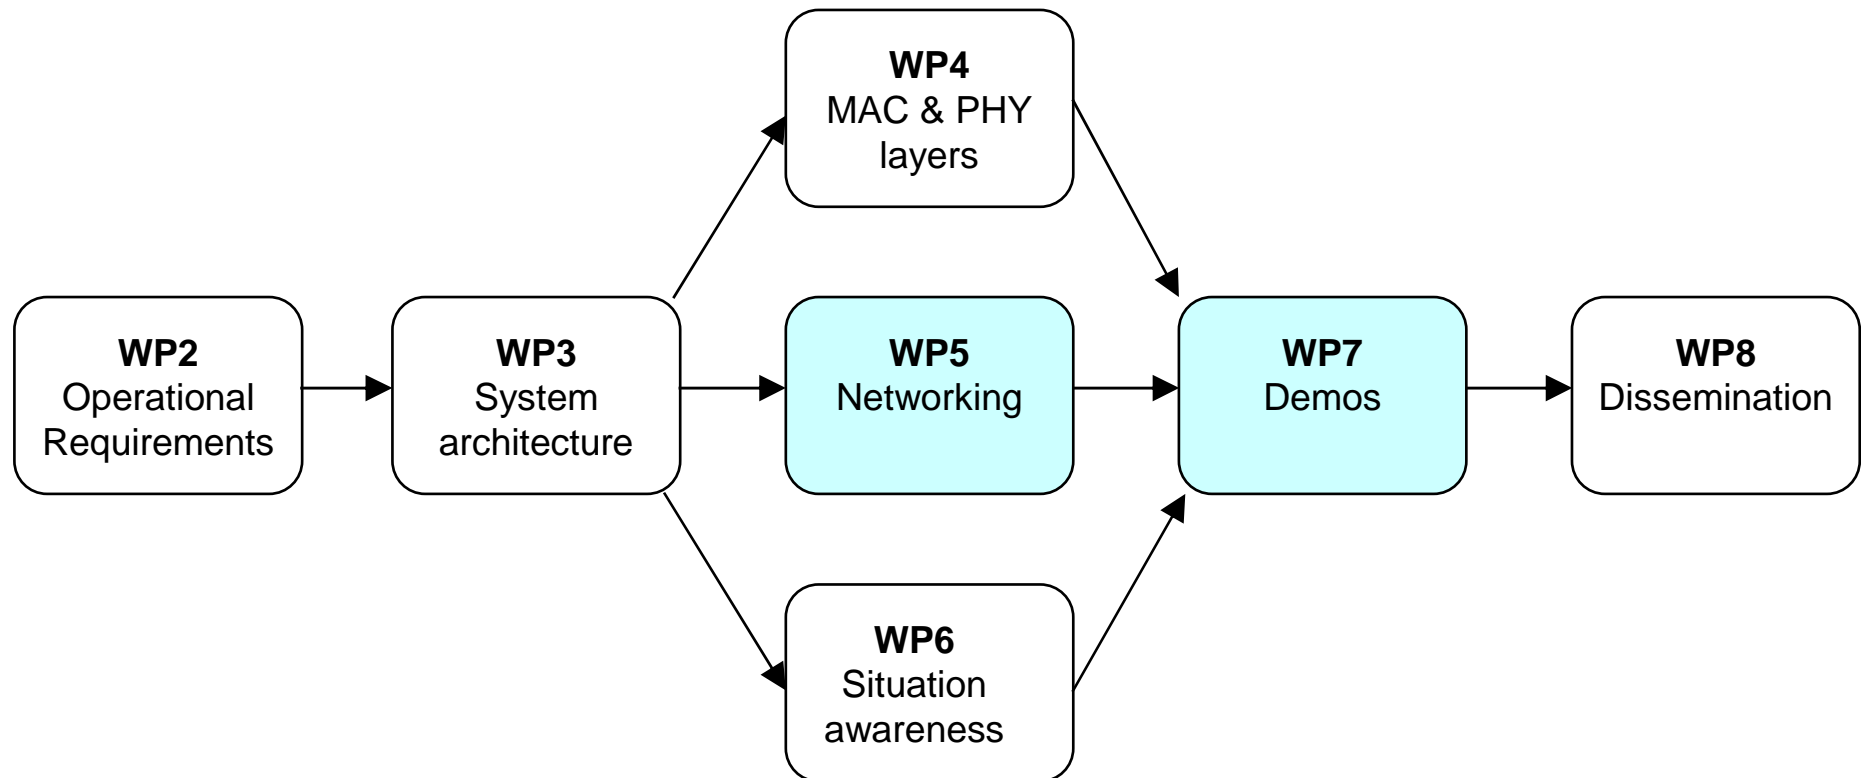 WP4
MAC & PHY
layers
WP2
Operational
Requirements
WP3
System
architecture
WP5
Networking
WP7
Demos
WP8
Dissemination
WP6
Situation
awareness